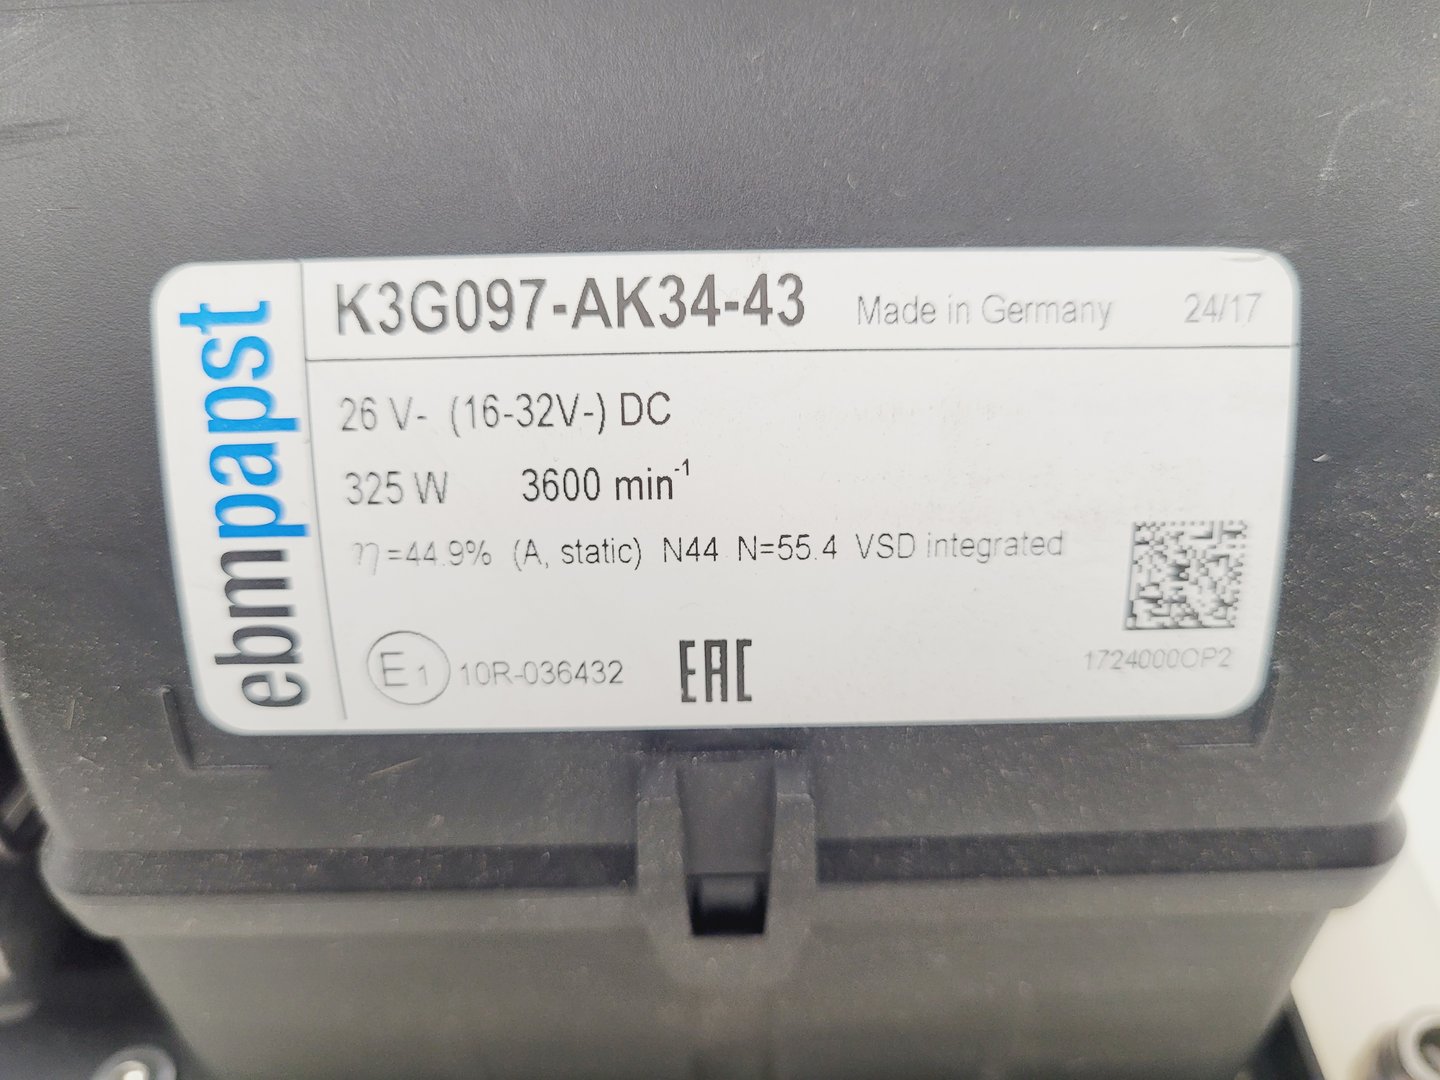 ebmpapst
K3G097-AK34-43 Made in Germany 24/17
26 V- (16-32V-) DC
325 W 3600 min⁻¹
η=44.9% (A, static) N44 N=55.4 VSD integrated
E1 10R-036432 EAC
1724000OP2